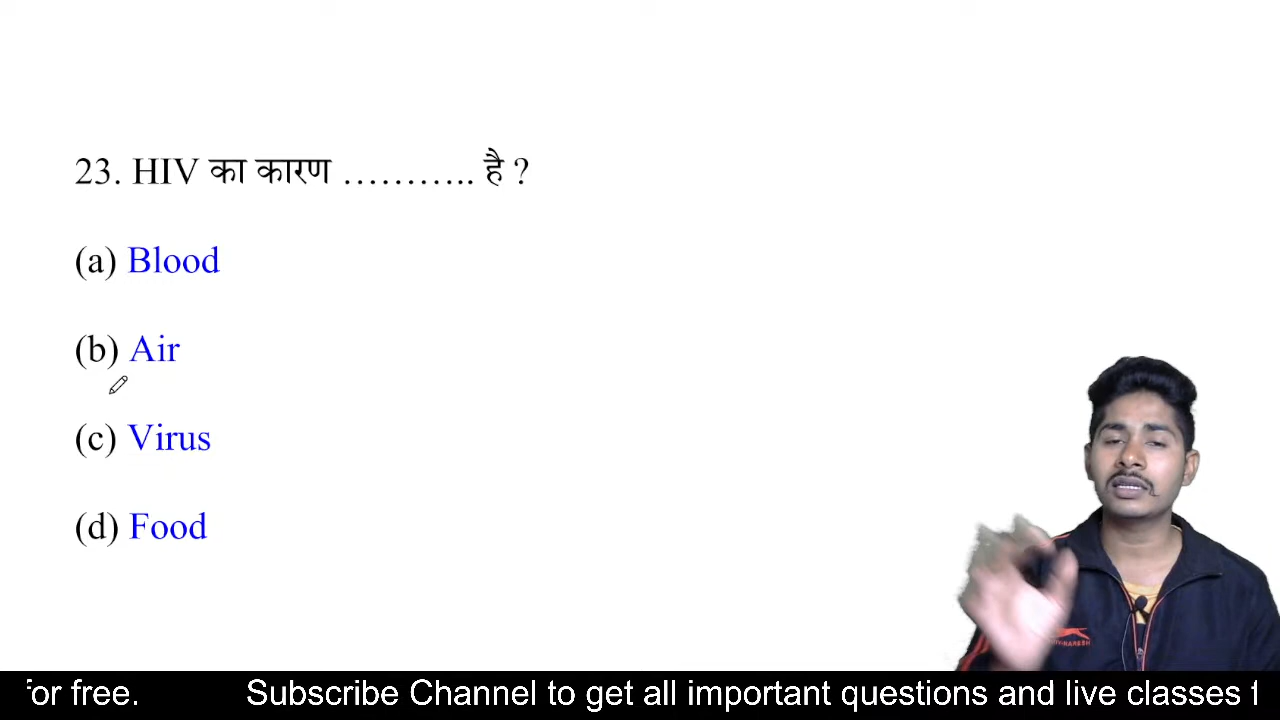 23. HIV का कारण ……….. है ?
(a) Blood
(b) Air
(c) Virus
(d) Food
for free. Subscribe Channel to get all important questions and live classes f